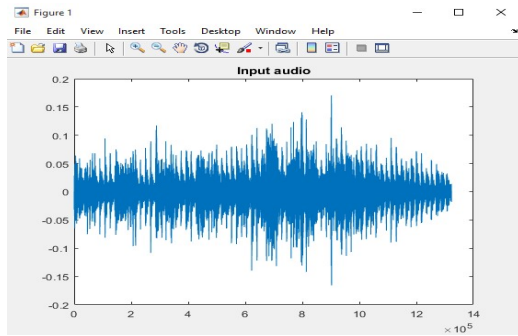 Figure 1
File Edit View Insert Tools Desktop Window Help
Input audio
0.2
0.15
0.1
0.05
0
-0.05
-0.1
-0.15
-0.2
0 2 4 6 8 10 12 14
× 10^5